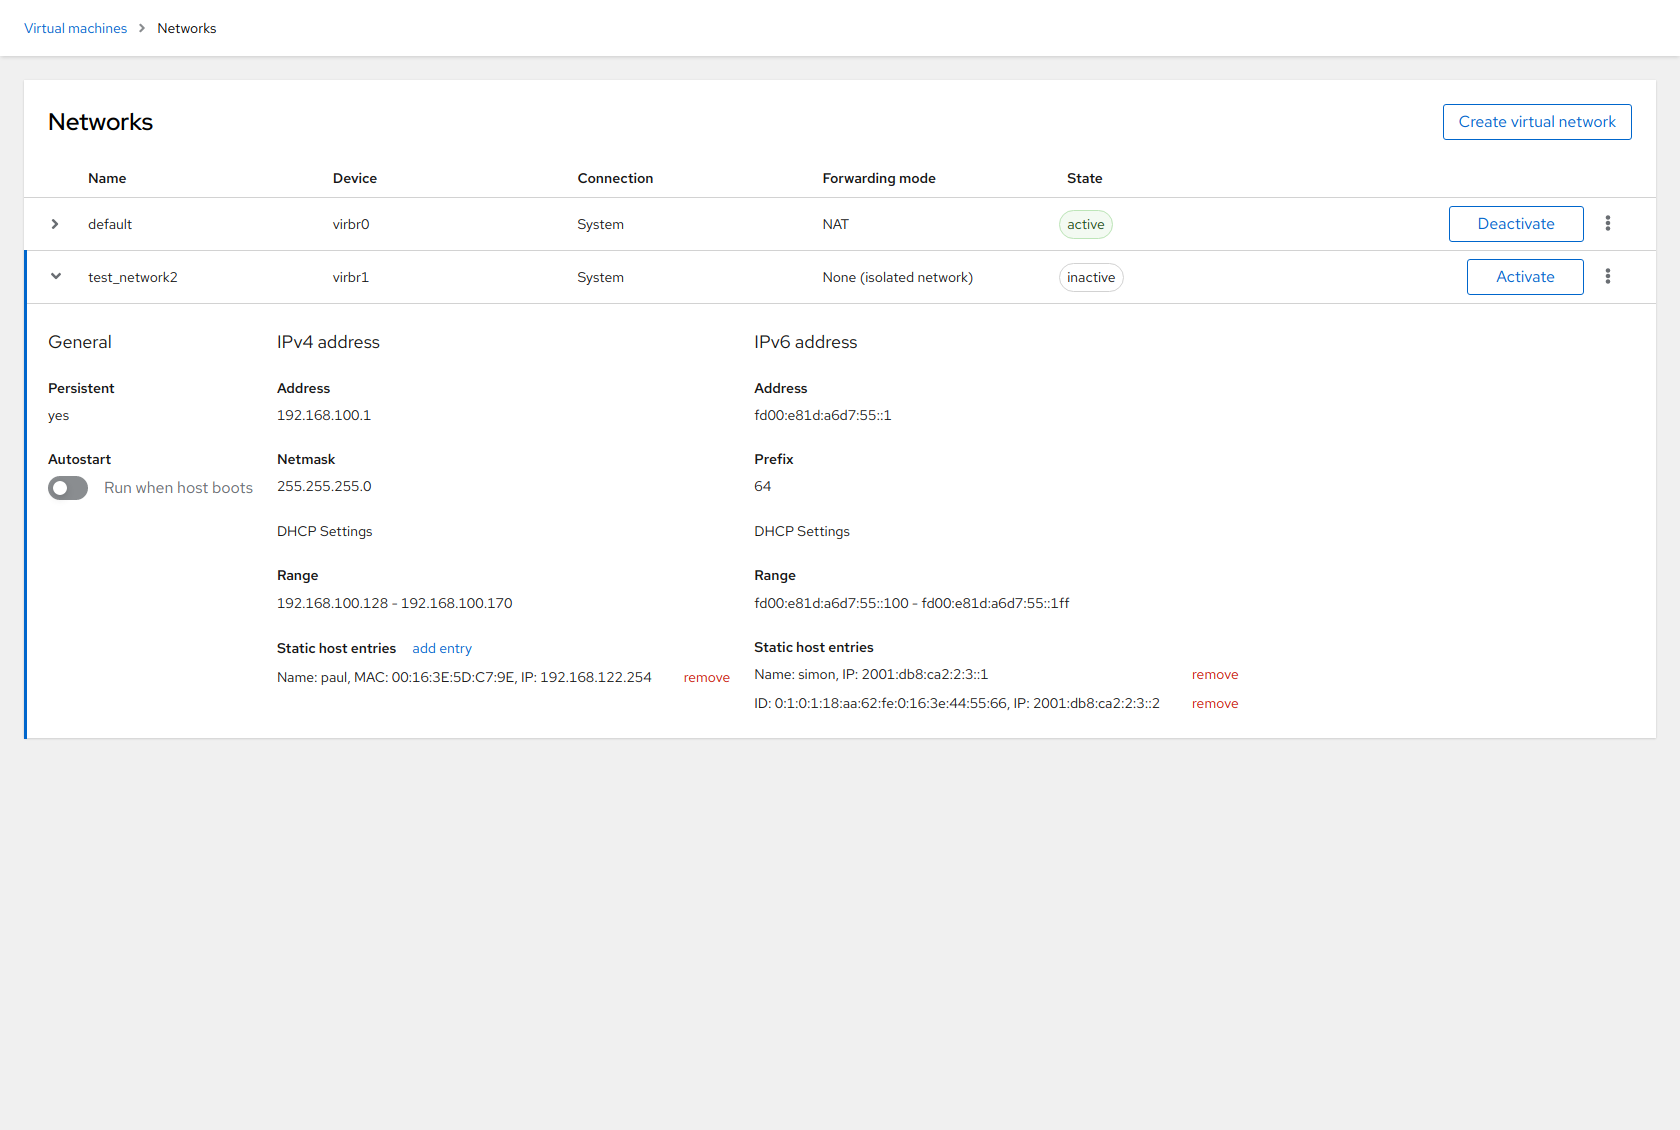 Virtual machines > Networks
Networks
Create virtual network
Name Device Connection Forwarding mode State
default virbr0 System NAT active Deactivate
test_network2 virbr1 System None (isolated network) inactive Activate
General
Persistent
yes
Autostart
Run when host boots
IPv4 address
Address
192.168.100.1
Netmask
255.255.255.0
DHCP Settings
Range
192.168.100.128 - 192.168.100.170
Static host entries add entry
Name: paul, MAC: 00:16:3E:5D:C7:9E, IP: 192.168.122.254 remove
IPv6 address
Address
fd00:e81d:a6d7:55::1
Prefix
64
DHCP Settings
Range
fd00:e81d:a6d7:55::100 - fd00:e81d:a6d7:55::1ff
Static host entries
Name: simon, IP: 2001:db8:ca2:2:3::1 remove
ID: 0:1:0:1:18:aa:62:fe:0:16:3e:44:55:66, IP: 2001:db8:ca2:2:3::2 remove